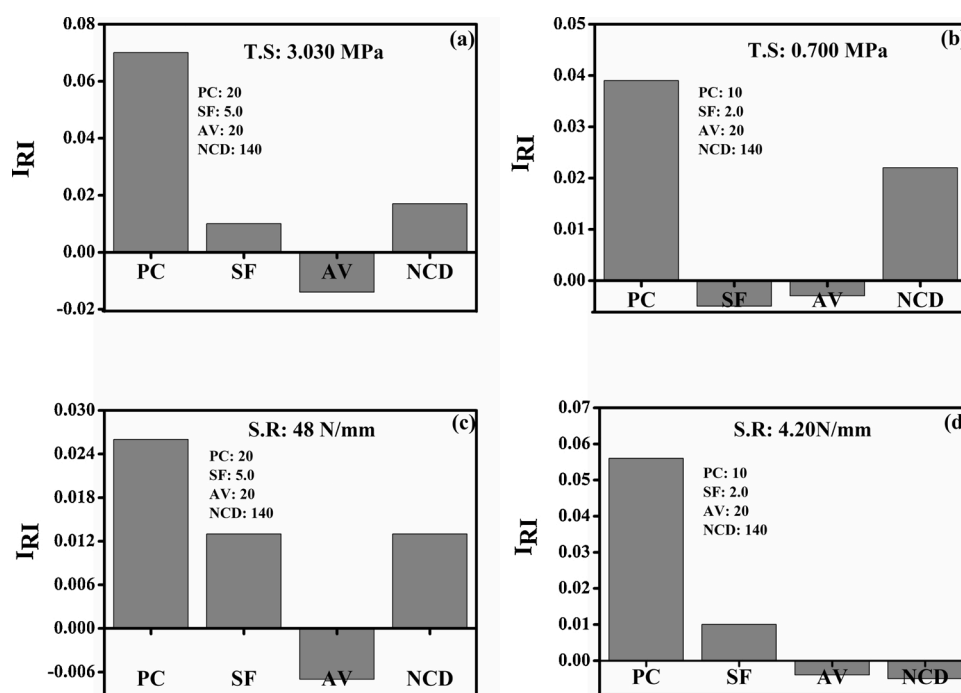 (a)
T.S: 3.030 MPa
PC: 20
SF: 5.0
AV: 20
NCD: 140
I_RI
0.08
0.06
0.04
0.02
0.00
-0.02
PC SF AV NCD
(b)
T.S: 0.700 MPa
PC: 10
SF: 2.0
AV: 20
NCD: 140
I_RI
0.05
0.04
0.03
0.02
0.01
0.00
PC SF AV NCD
(c)
S.R: 48 N/mm
PC: 20
SF: 5.0
AV: 20
NCD: 140
I_RI
0.030
0.024
0.018
0.012
0.006
0.000
-0.006
PC SF AV NCD
(d
S.R: 4.20N/mm
PC: 10
SF: 2.0
AV: 20
NCD: 140
I_RI
0.07
0.06
0.05
0.04
0.03
0.02
0.01
0.00
PC SF AV NCD